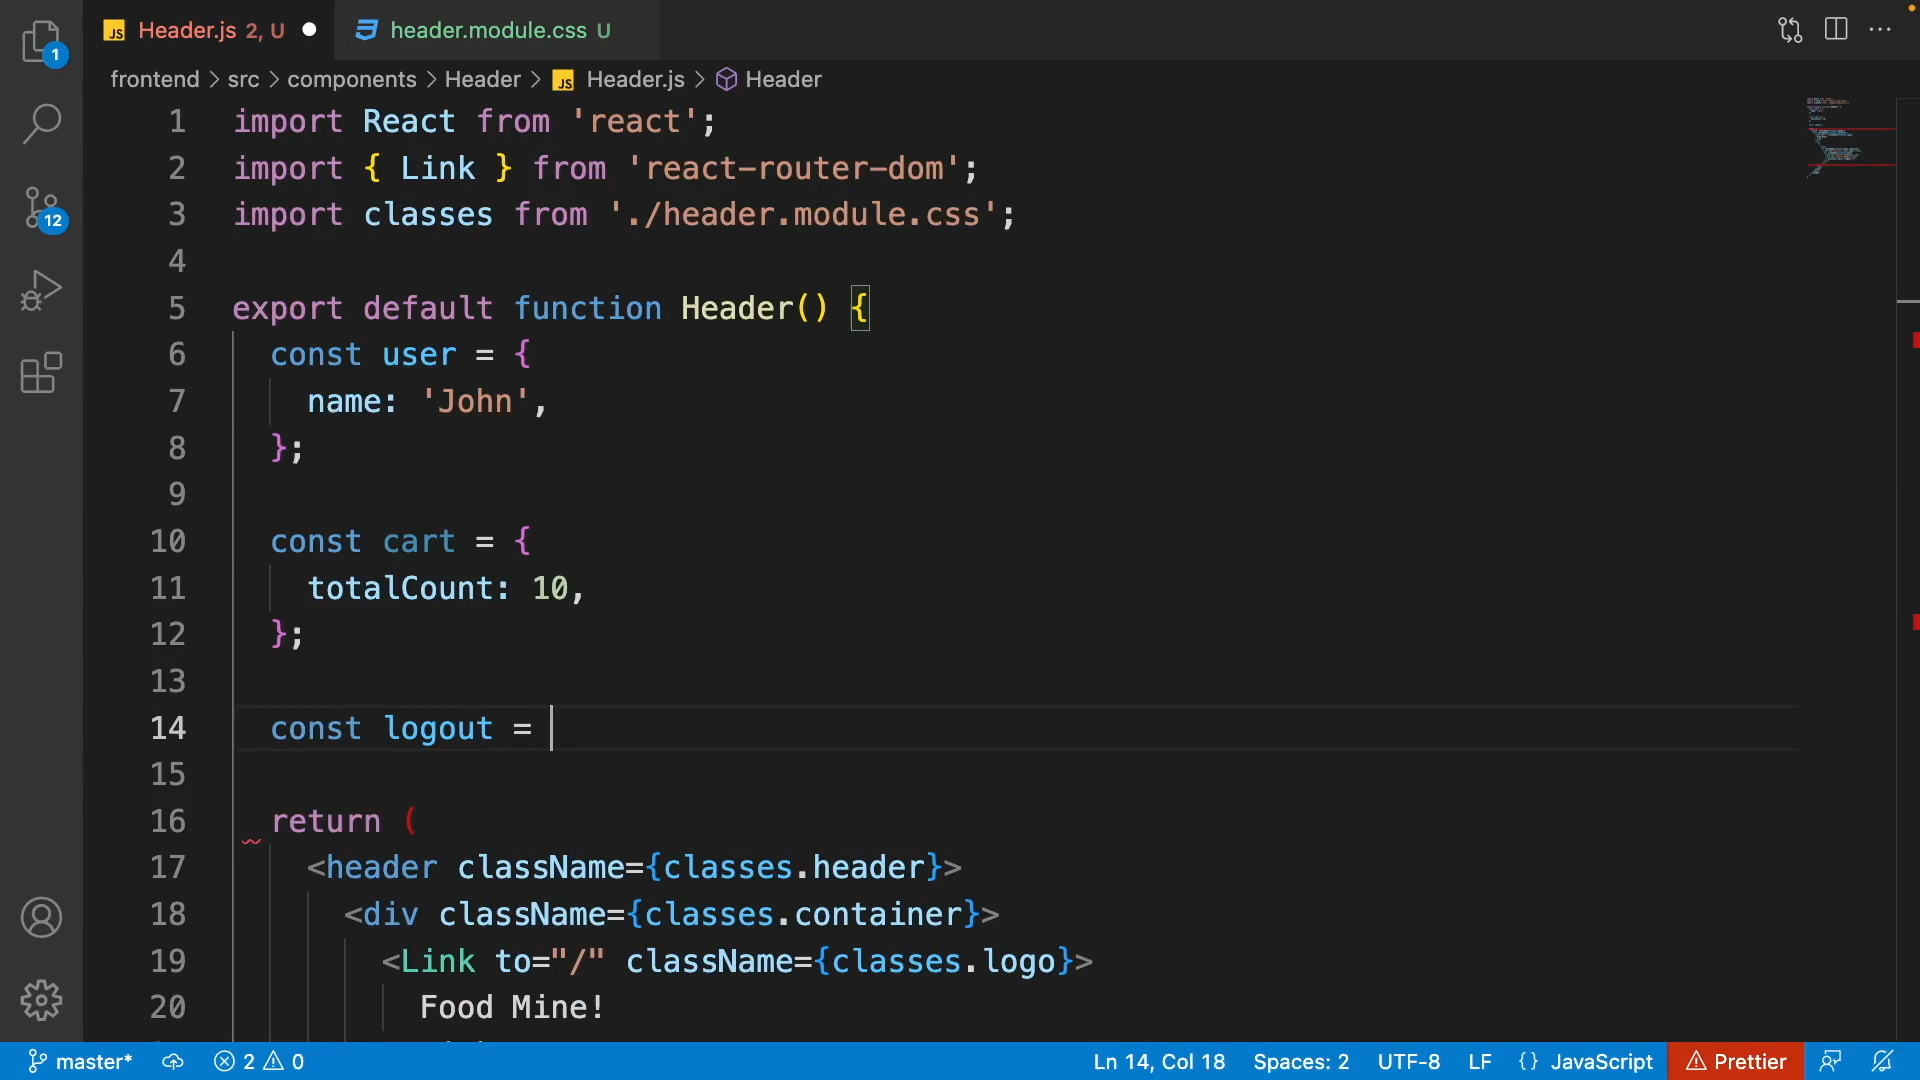 JS Header.js 2, U header.module.css U
frontend > src > components > Header > JS Header.js > Header
1
12
1 import React from 'react';
2 import { Link } from 'react-router-dom';
3 import classes from './header.module.css';
4
5 export default function Header() {
6 const user = {
7 name: 'John',
8 };
9
10 const cart = {
11 totalCount: 10,
12 };
13
14 const logout =
15
16 return (
17 <header className={classes.header}>
18 <div className={classes.container}>
19 <Link to="/" className={classes.logo}>
20 Food Mine!
master* 2 0 Ln 14, Col 18 Spaces: 2 UTF-8 LF {} JavaScript Prettier